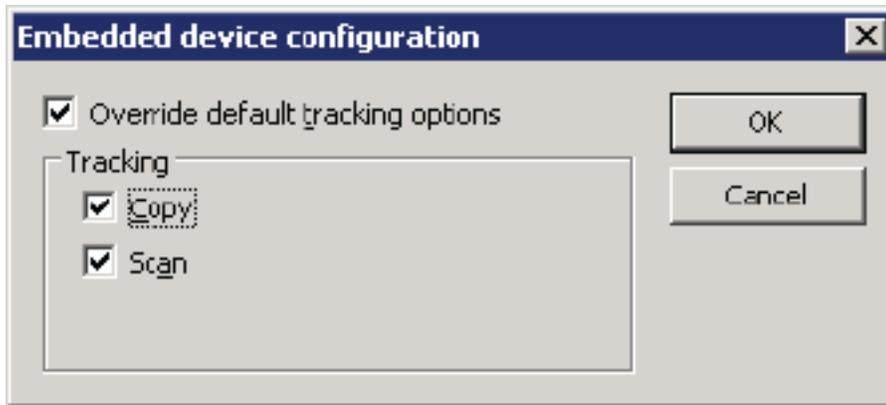 Embedded device configuration
Override default tracking options
OK
Tracking
Cancel
Copy
Scan